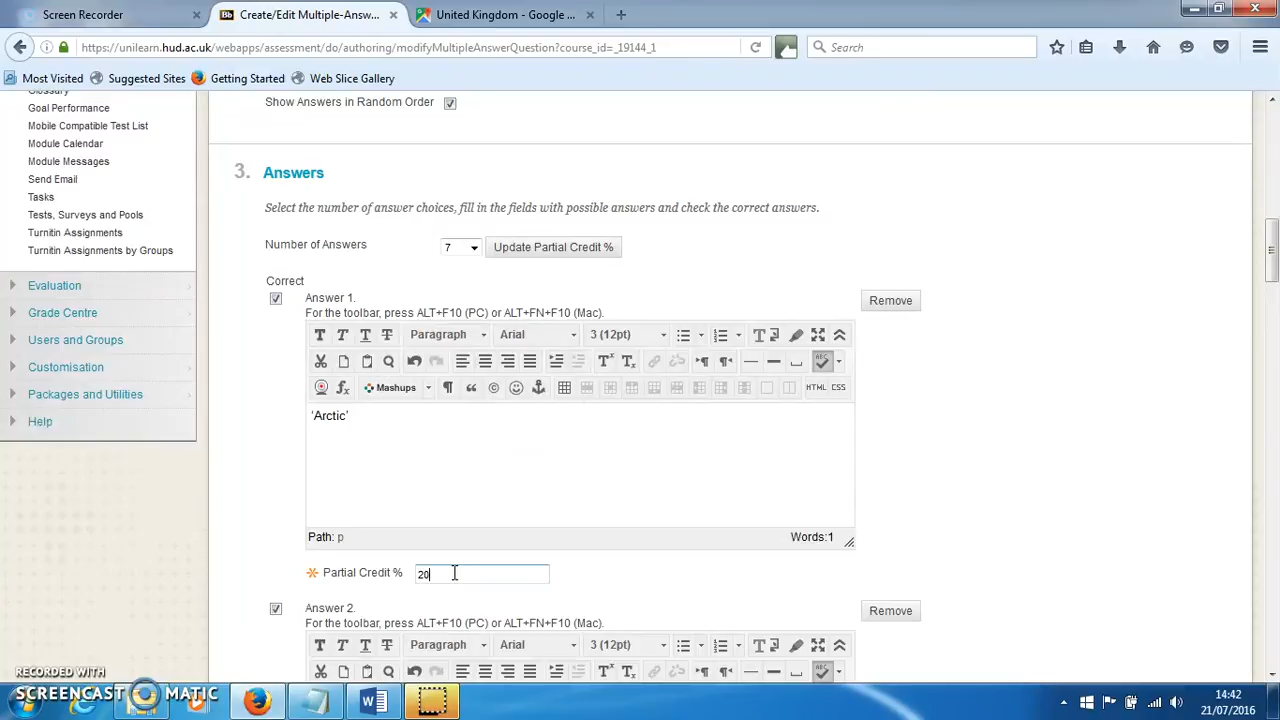 Screen Recorder
Create/Edit Multiple-Answ...
United Kingdom - Google ...
https://unilearn.hud.ac.uk/webapps/assessment/do/authoring/modifyMultipleAnswerQuestion?course_id=_19144_1
Search
Most Visited
Suggested Sites
Getting Started
Web Slice Gallery
Glossary
Goal Performance
Mobile Compatible Test List
Module Calendar
Module Messages
Send Email
Tasks
Tests, Surveys and Pools
Turnitin Assignments
Turnitin Assignments by Groups
Evaluation
Grade Centre
Users and Groups
Customisation
Packages and Utilities
Help
Show Answers in Random Order
3. Answers
Select the number of answer choices, fill in the fields with possible answers and check the correct answers.
Number of Answers 7 Update Partial Credit %
Correct
Answer 1.
Remove
For the toolbar, press ALT+F10 (PC) or ALT+FN+F10 (Mac).
T T T T Paragraph Arial 3 (12pt)
Mashups HTML CSS
‘Arctic’
Path: p Words:1
Partial Credit % 20
Answer 2.
Remove
For the toolbar, press ALT+F10 (PC) or ALT+FN+F10 (Mac).
T T T T Paragraph Arial 3 (12pt)
RECORDED WITH
SCREENCAST MATIC
14:42
21/07/2016